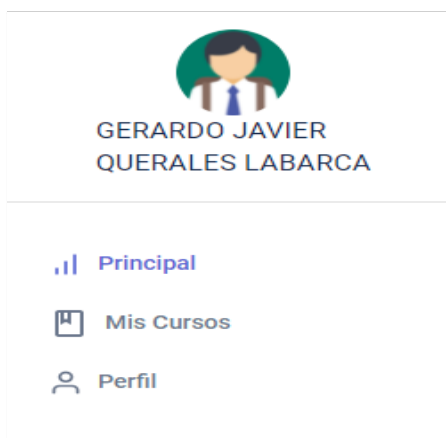 GERARDO JAVIER
QUERALES LABARCA
Principal
Mis Cursos
Perfil